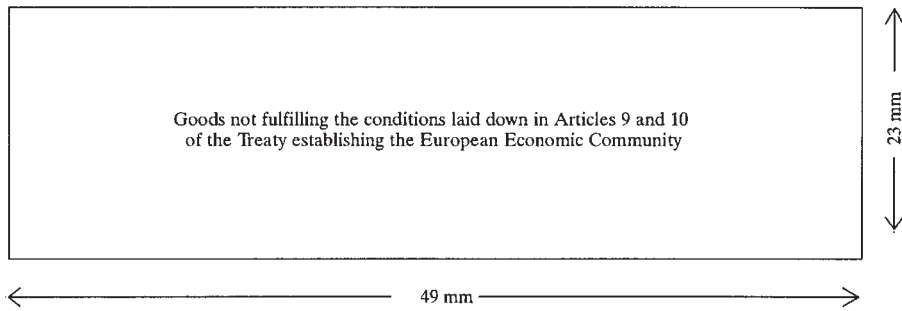 Goods not fulfilling the conditions laid down in Articles 9 and 10
of the Treaty establishing the European Economic Community
23 mm
49 mm